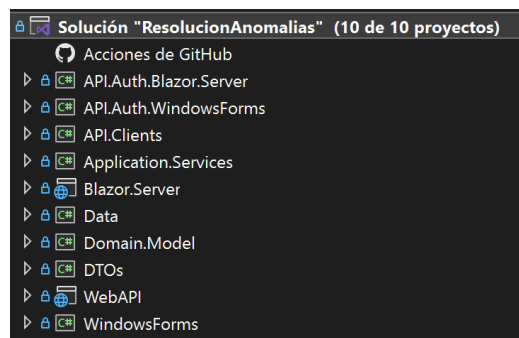 Solución "ResolucionAnomalias" (10 de 10 proyectos)
Acciones de GitHub
C# API.Auth.Blazor.Server
C# API.Auth.WindowsForms
C# API.Clients
C# Application.Services
Blazor.Server
C# Data
C# Domain.Model
C# DTOs
WebAPI
C# WindowsForms